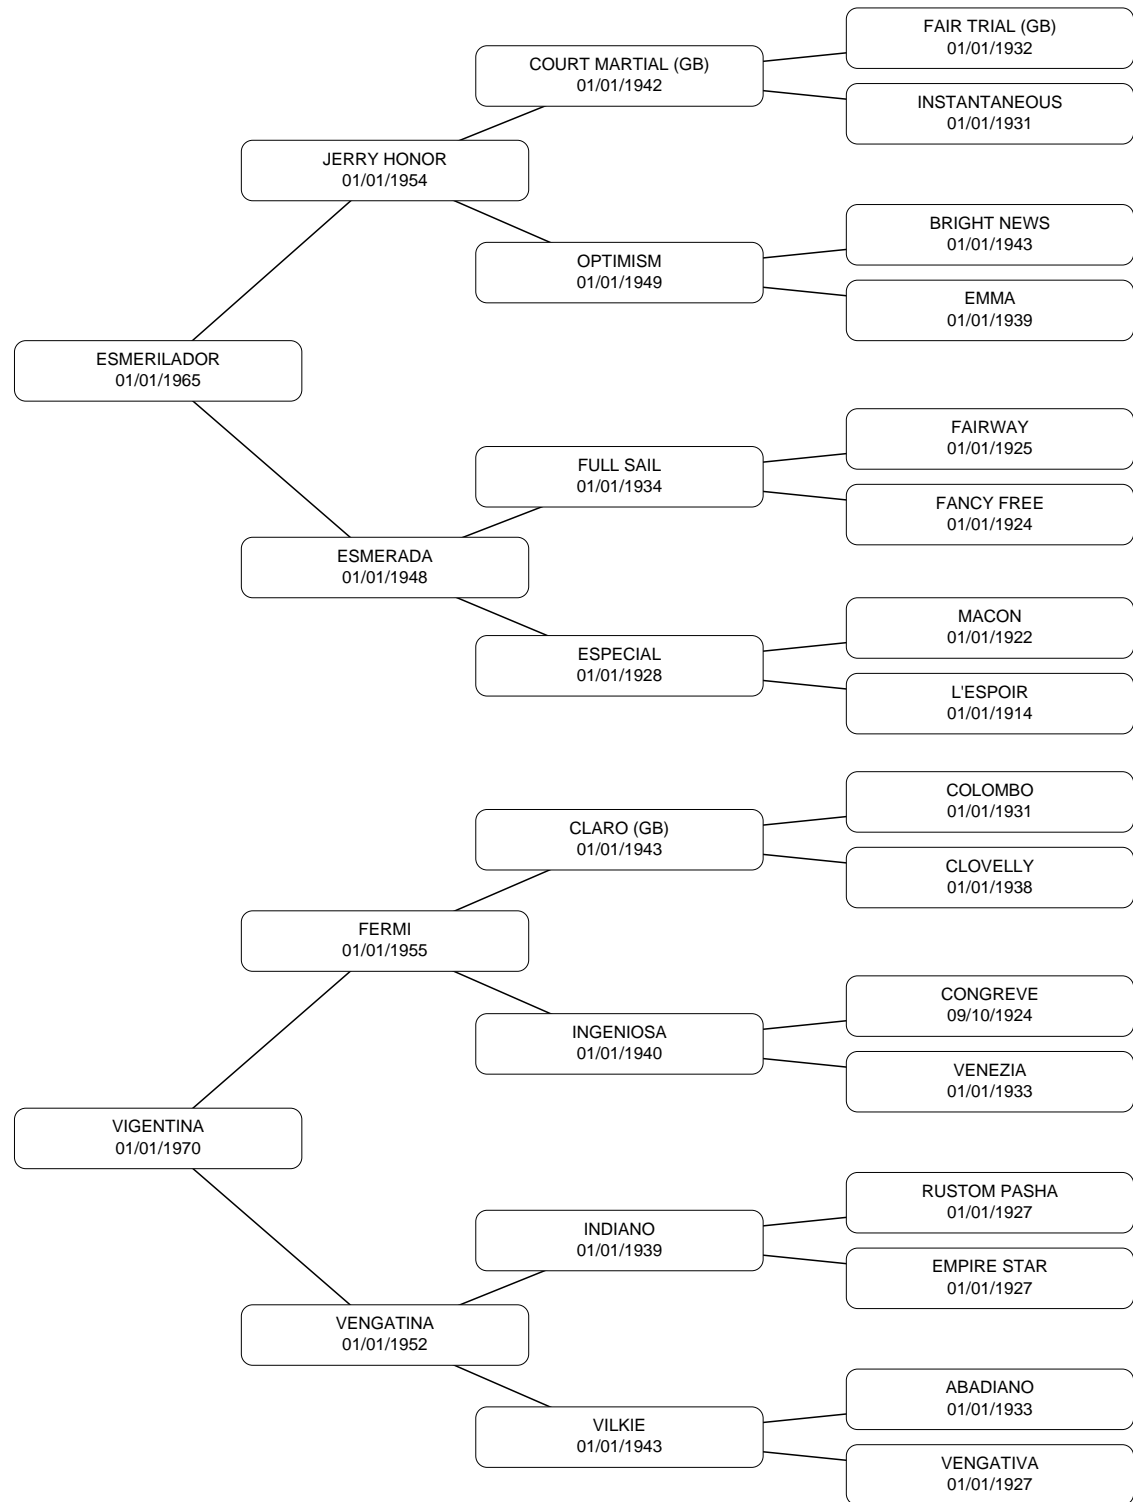 FAIR TRIAL (GB)
01/01/1932
COURT MARTIAL (GB)
01/01/1942
INSTANTANEOUS
01/01/1931
JERRY HONOR
01/01/1954
BRIGHT NEWS
01/01/1943
OPTIMISM
01/01/1949
EMMA
01/01/1939
ESMERILADOR
01/01/1965
FAIRWAY
01/01/1925
FULL SAIL
01/01/1934
FANCY FREE
01/01/1924
ESMERADA
01/01/1948
MACON
01/01/1922
ESPECIAL
01/01/1928
L'ESPOIR
01/01/1914
COLOMBO
01/01/1931
CLARO (GB)
01/01/1943
CLOVELLY
01/01/1938
FERMI
01/01/1955
CONGREVE
09/10/1924
INGENIOSA
01/01/1940
VENEZIA
01/01/1933
VIGENTINA
01/01/1970
RUSTOM PASHA
01/01/1927
INDIANO
01/01/1939
EMPIRE STAR
01/01/1927
VENGATINA
01/01/1952
ABADIANO
01/01/1933
VILKIE
01/01/1943
VENGATIVA
01/01/1927